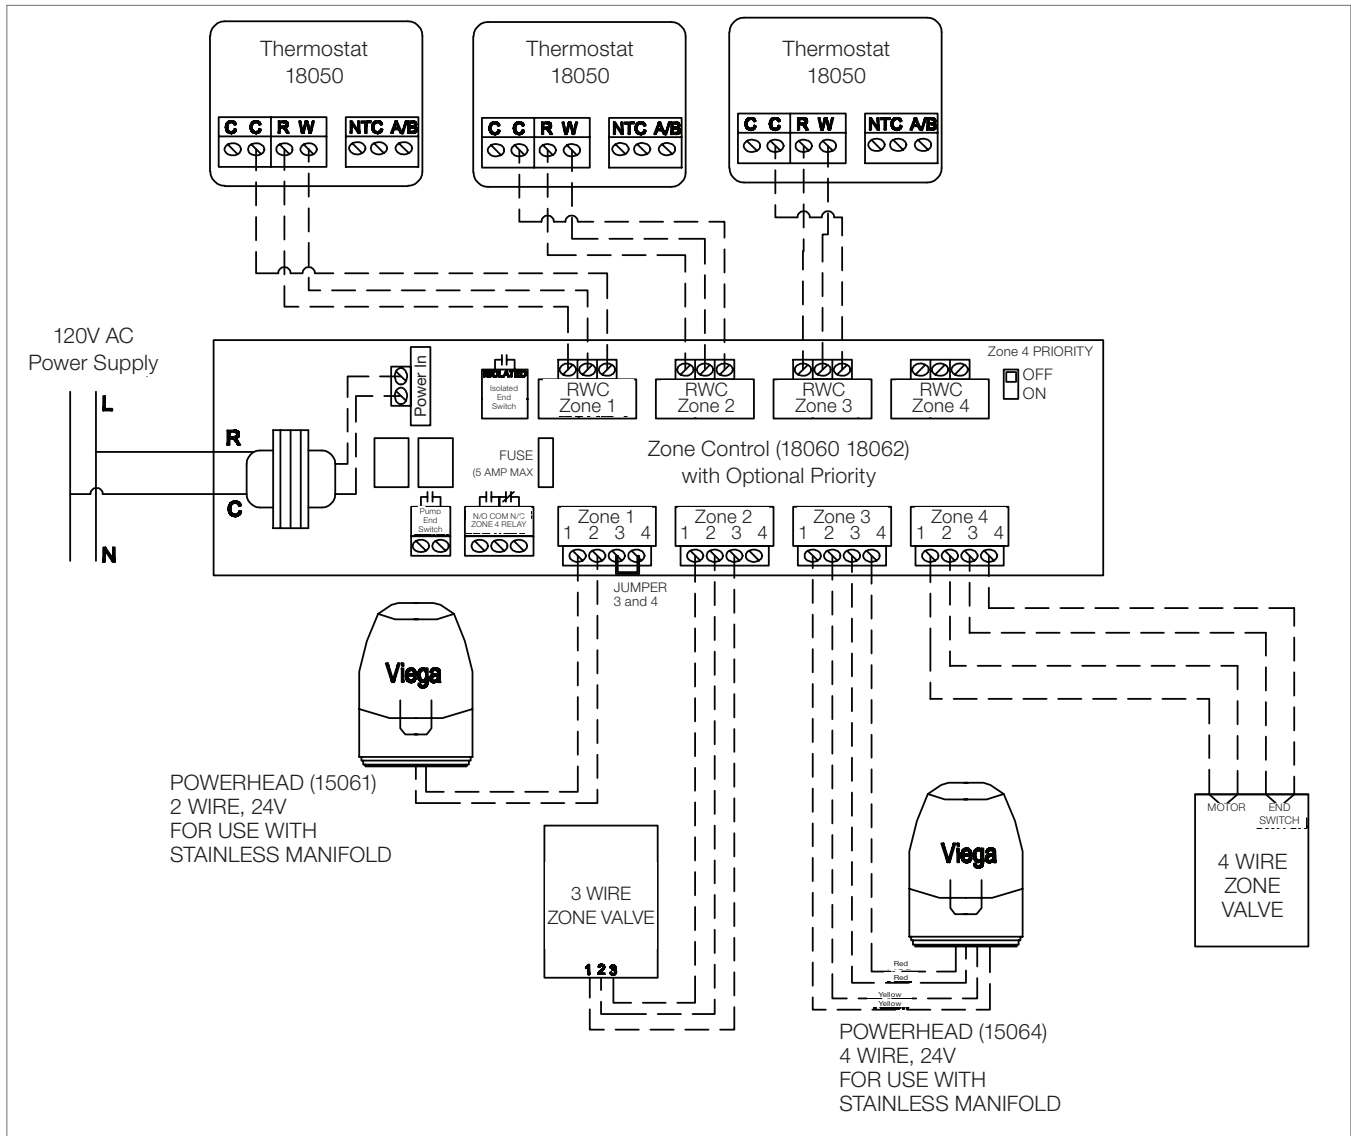 Thermostat
18050
C C R W NTC A/B
Thermostat
18050
C C R W NTC A/B
Thermostat
18050
C C R W NTC A/B
120V AC
Power Supply
L
N
R
C
Power In
ISOLATED
Isolated
End
Switch
RWC
Zone 1
RWC
Zone 2
RWC
Zone 3
RWC
Zone 4
Zone 4 PRIORITY
OFF
ON
FUSE
(5 AMP MAX
Zone Control (18060 18062)
with Optional Priority
Pump
End
Switch
N/O COM N/C
ZONE 4 RELAY
Zone 1
1 2 3 4
Zone 2
1 2 3 4
Zone 3
1 2 3 4
Zone 4
1 2 3 4
JUMPER
3 and 4
Viega
POWERHEAD (15061)
2 WIRE, 24V
FOR USE WITH
STAINLESS MANIFOLD
3 WIRE
ZONE VALVE
1 2 3
Viega
Red
Red
Yellow
Yellow
POWERHEAD (15064)
4 WIRE, 24V
FOR USE WITH
STAINLESS MANIFOLD
MOTOR
END
SWITCH
4 WIRE
ZONE
VALVE